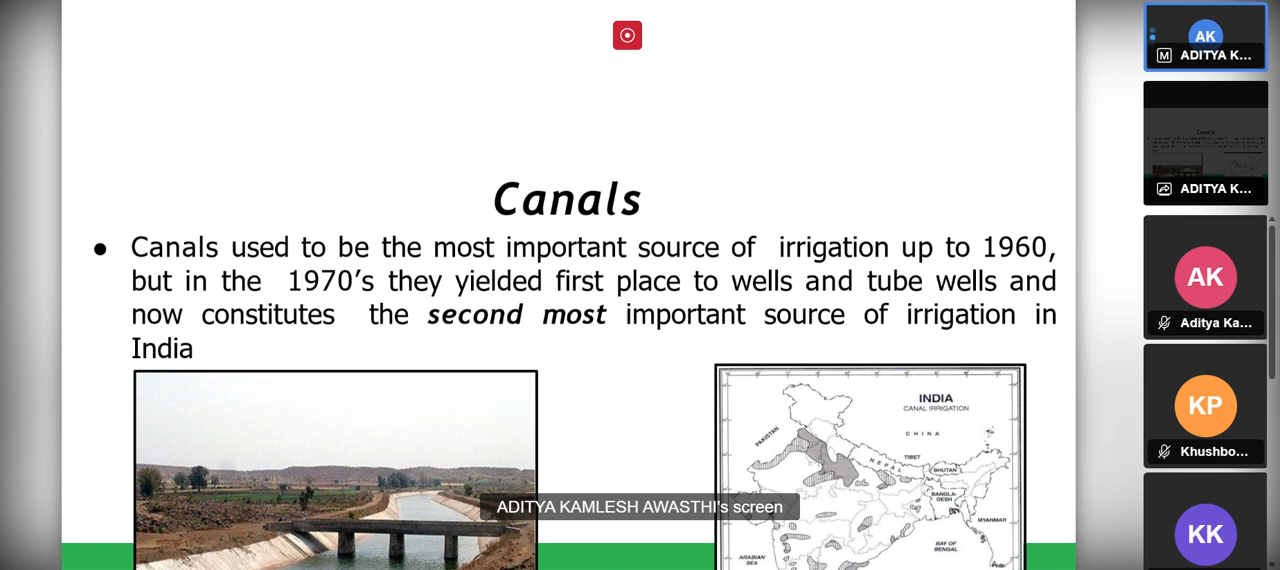 Canals
● Canals used to be the most important source of irrigation up to 1960,
but in the 1970’s they yielded first place to wells and tube wells and
now constitutes the second most important source of irrigation in
India
INDIA
CANAL IRRIGATION
CHINA
PAKISTAN
TIBET
NEPAL
BHUTAN
BANGLA-
DESH
MYANMAR
ARABIAN
SEA
BAY OF
BENGAL
ADITYA KAMLESH AWASTHI's screen
AK
M ADITYA K...
Canals
ADITYA K...
AK
Aditya Ka...
KP
Khushbo...
KK